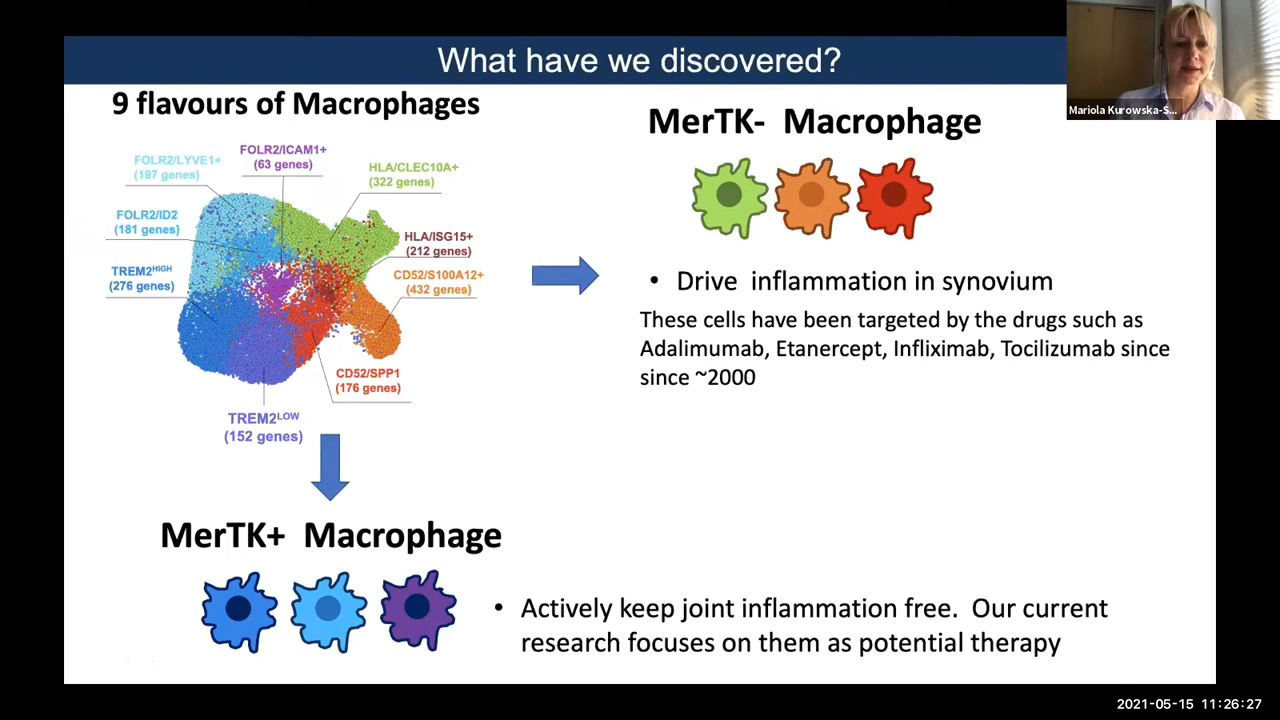 What have we discovered?
Mariola Kurowska-S...
9 flavours of Macrophages
FOLR2/LYVE1+
(197 genes)
FOLR2/ICAM1+
(63 genes)
HLA/CLEC10A+
(322 genes)
FOLR2/ID2
(181 genes)
HLA/ISG15+
(212 genes)
TREM2HIGH
(276 genes)
CD52/S100A12+
(432 genes)
CD52/SPP1
(176 genes)
TREM2LOW
(152 genes)
MerTK- Macrophage
• Drive inflammation in synovium
These cells have been targeted by the drugs such as
Adalimumab, Etanercept, Infliximab, Tocilizumab since
since ~2000
MerTK+ Macrophage
• Actively keep joint inflammation free. Our current
research focuses on them as potential therapy
2021-05-15 11:26:27